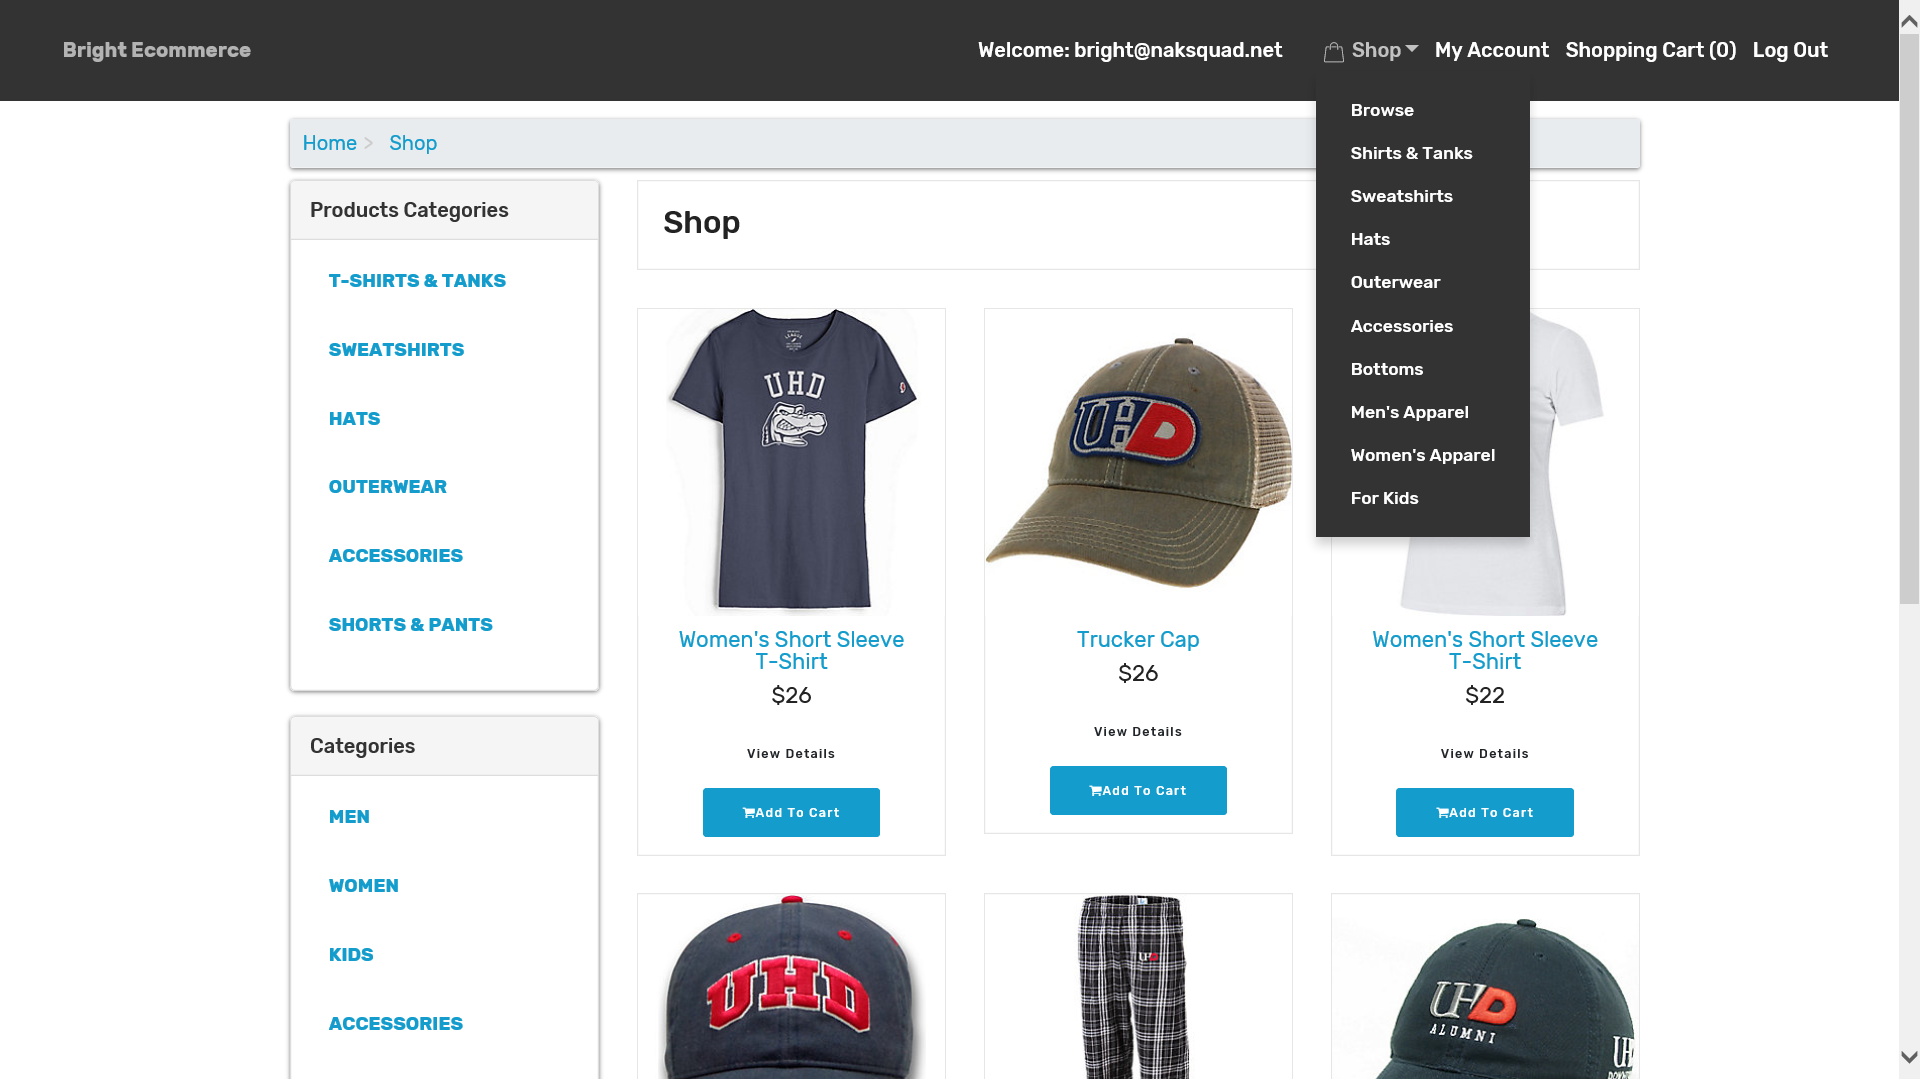 Bright Ecommerce
Welcome: bright@naksquad.net
Shop
My Account
Shopping Cart (0)
Log Out
Browse
Shirts & Tanks
Sweatshirts
Hats
Outerwear
Accessories
Bottoms
Men's Apparel
Women's Apparel
For Kids
Home > Shop
Products Categories
T-SHIRTS & TANKS
SWEATSHIRTS
HATS
OUTERWEAR
ACCESSORIES
SHORTS & PANTS
Categories
MEN
WOMEN
KIDS
ACCESSORIES
Shop
UHD
Women's Short Sleeve
T-Shirt
$26
View Details
Add To Cart
UHD
Trucker Cap
$26
View Details
Add To Cart
Women's Short Sleeve
T-Shirt
$22
View Details
Add To Cart
UHD
UHD
UHD
ALUMNI